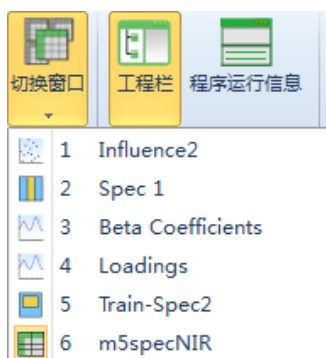 切换窗口 工程栏 程序运行信息
1 Influence2
2 Spec 1
3 Beta Coefficients
4 Loadings
5 Train-Spec2
6 m5specNIR